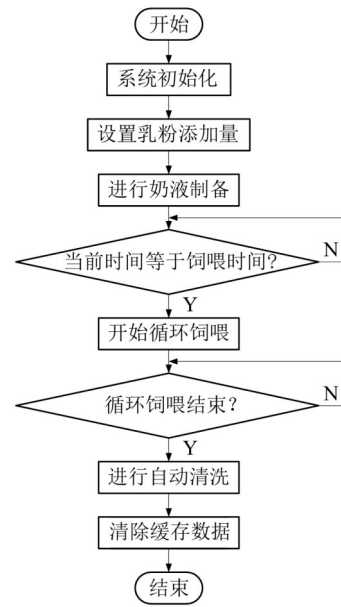 开始
系统初始化
设置乳粉添加量
进行奶液制备
当前时间等于饲喂时间?
N
Y
开始循环饲喂
循环饲喂结束?
N
Y
进行自动清洗
清除缓存数据
结束